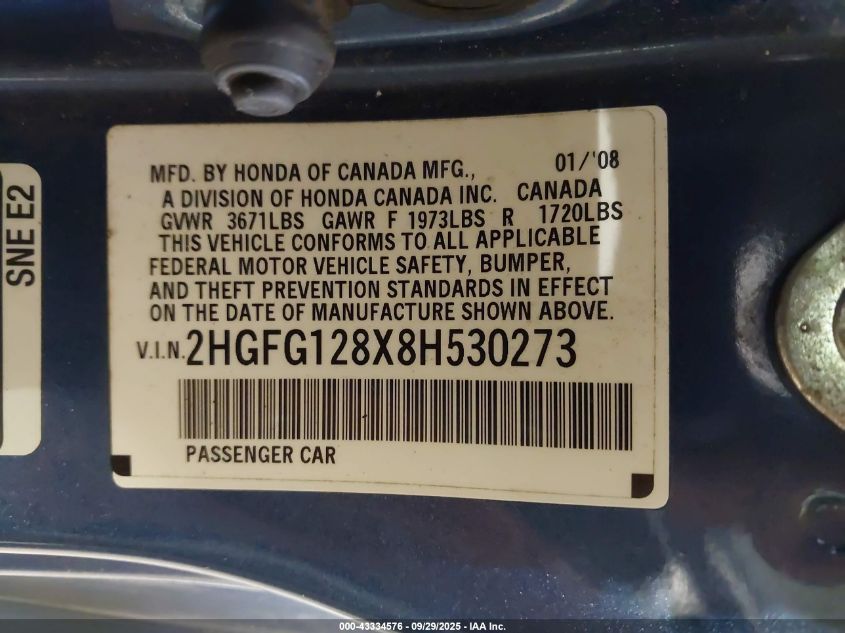 MFD. BY HONDA OF CANADA MFG., 01/'08
A DIVISION OF HONDA CANADA INC. CANADA
GVWR 3671LBS GAWR F 1973LBS R 1720LBS
THIS VEHICLE CONFORMS TO ALL APPLICABLE
FEDERAL MOTOR VEHICLE SAFETY, BUMPER,
AND THEFT PREVENTION STANDARDS IN EFFECT
ON THE DATE OF MANUFACTURE SHOWN ABOVE.
V.I.N. 2HGFG128X8H530273
PASSENGER CAR
SNE E2
000-43334576 - 09/29/2025 - IAA Inc.